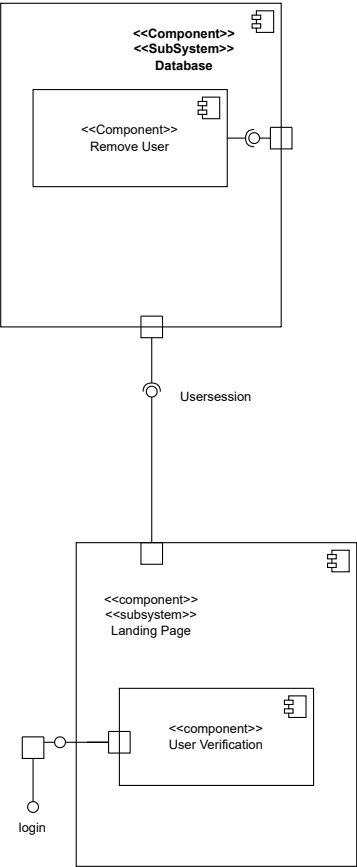 <<Component>>
<<SubSystem>>
Database
<<Component>>
Remove User
Usersession
<<component>>
<<subsystem>>
Landing Page
<<component>>
User Verification
login